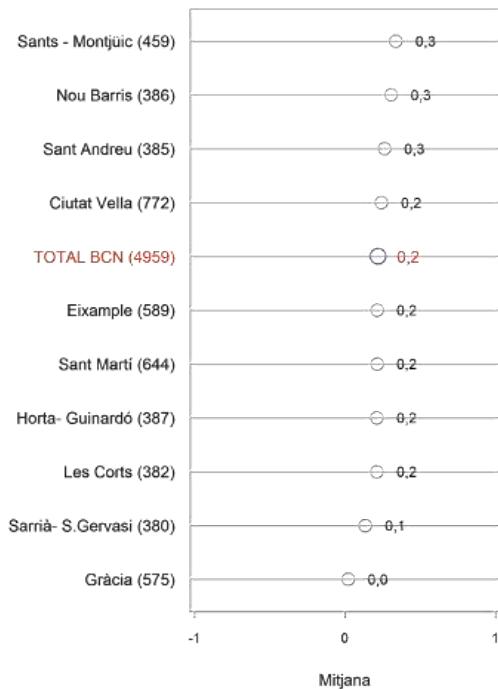 Sants - Montjüic (459) 0,3
Nou Barris (386) 0,3
Sant Andreu (385) 0,3
Ciutat Vella (772) 0,2
TOTAL BCN (4959) 0,2
Eixample (589) 0,2
Sant Martí (644) 0,2
Horta- Guinardó (387) 0,2
Les Corts (382) 0,2
Sarrià- S.Gervasi (380) 0,1
Gràcia (575) 0,0
-1 0 1
Mitjana